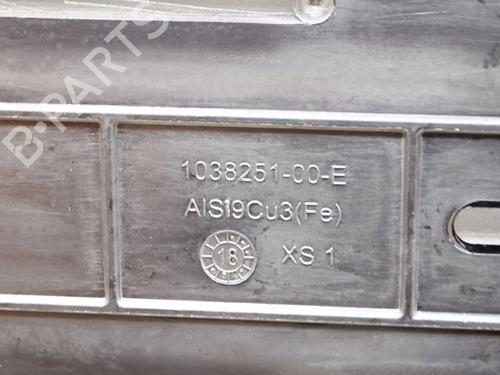 B-PARTS
1038251-00-E
AlSi9Cu3(Fe)
18 XS 1